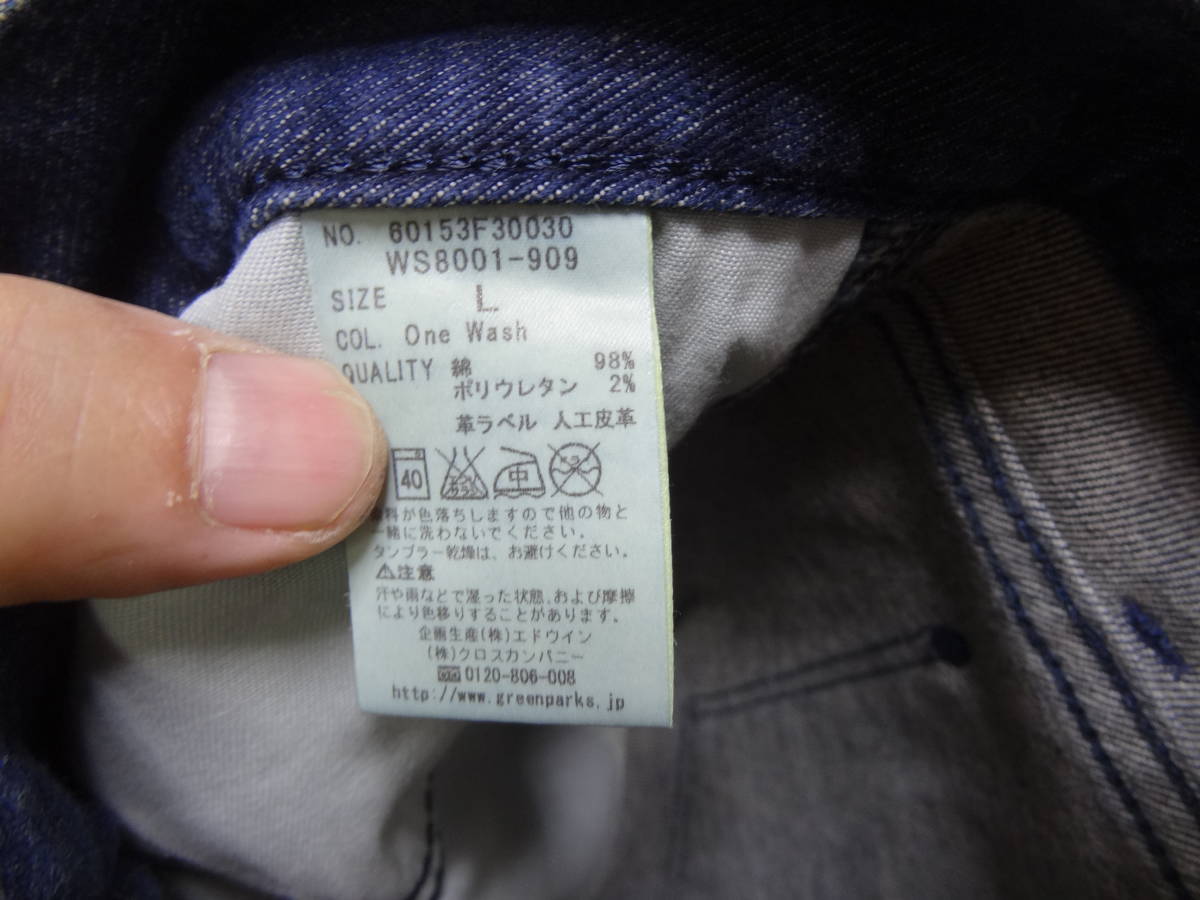 NO. 60153F30030
WS8001-909
SIZE L
COL. One Wash
QUALITY 綿 98%
ポリウレタン 2%
革ラベル 人工皮革
40 中
料が色落ちしますので他の物と
一緒に洗わないでください。
タンブラー乾燥は、お避けください。
⚠注意
汗や雨などで湿った状態、および摩擦
により色移りすることがあります。
企画生産(株)エドウイン
(株)クロスカンパニー
0120-806-008
http://www.greenparks.jp